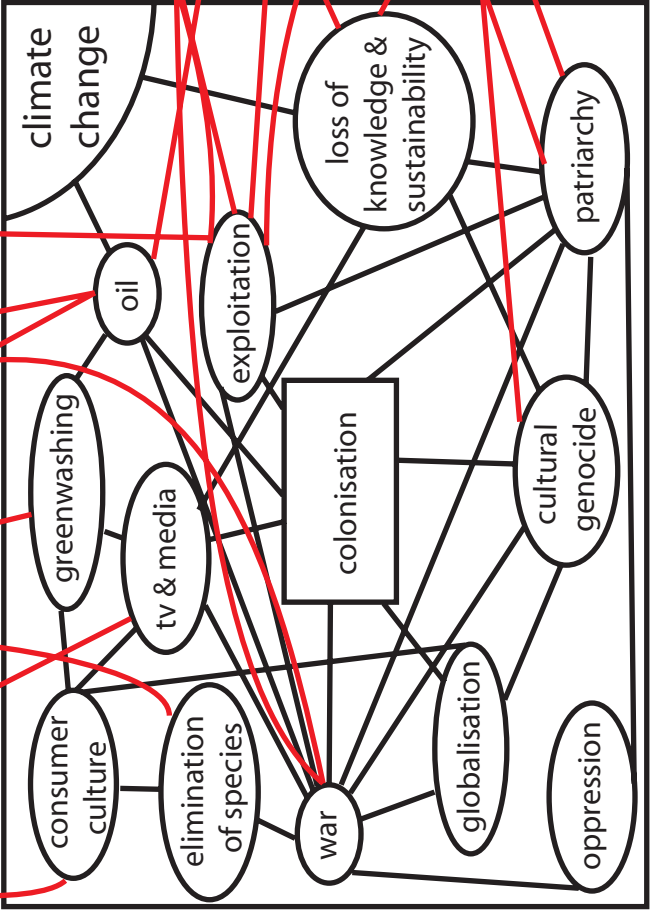 consumer
culture
greenwashing
climate
change
elimination
of species
tv & media
oil
exploitation
war
colonisation
loss of
knowledge &
sustainability
globalisation
cultural
genocide
oppression
patriarchy